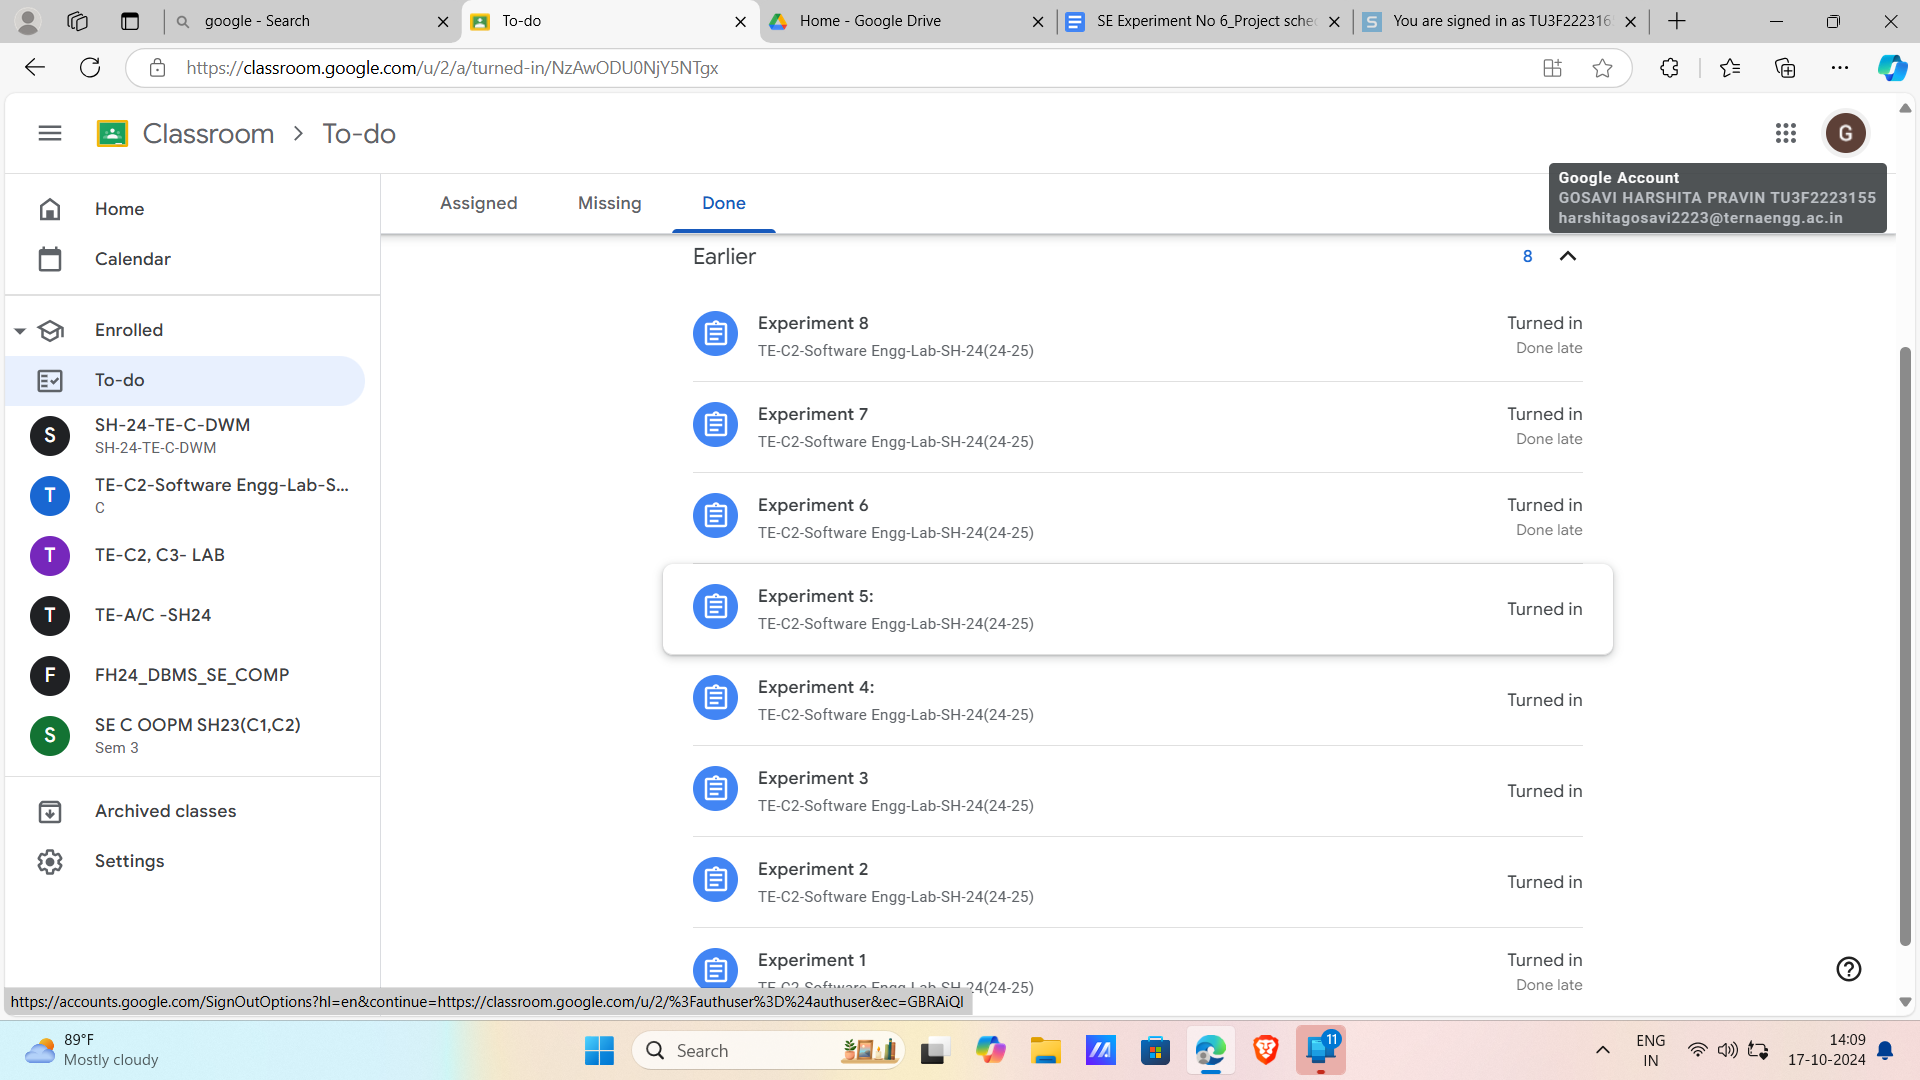 google - Search
To-do
Home - Google Drive
SE Experiment No 6_Project sche
You are signed in as TU3F222316
https://classroom.google.com/u/2/a/turned-in/NzAwODU0NjY5NTgx
Classroom > To-do
G
Google Account
GOSAVI HARSHITA PRAVIN TU3F2223155
harshitagosavi2223@ternaengg.ac.in
Home
Calendar
Enrolled
To-do
S
SH-24-TE-C-DWM
SH-24-TE-C-DWM
T
TE-C2-Software Engg-Lab-S...
C
T
TE-C2, C3- LAB
T
TE-A/C -SH24
F
FH24_DBMS_SE_COMP
S
SE C OOPM SH23(C1,C2)
Sem 3
Archived classes
Settings
Assigned
Missing
Done
Earlier
8
Experiment 8
TE-C2-Software Engg-Lab-SH-24(24-25)
Turned in
Done late
Experiment 7
TE-C2-Software Engg-Lab-SH-24(24-25)
Turned in
Done late
Experiment 6
TE-C2-Software Engg-Lab-SH-24(24-25)
Turned in
Done late
Experiment 5:
TE-C2-Software Engg-Lab-SH-24(24-25)
Turned in
Experiment 4:
TE-C2-Software Engg-Lab-SH-24(24-25)
Turned in
Experiment 3
TE-C2-Software Engg-Lab-SH-24(24-25)
Turned in
Experiment 2
TE-C2-Software Engg-Lab-SH-24(24-25)
Turned in
Experiment 1
TE-C2-Software Engg-Lab-SH-24(24-25)
Turned in
Done late
https://accounts.google.com/SignOutOptions?hl=en&continue=https://classroom.google.com/u/2/%3Fauthuser%3D%24authuser&ec=GBRAiQI
89°F
Mostly cloudy
Search
11
ENG
IN
14:09
17-10-2024